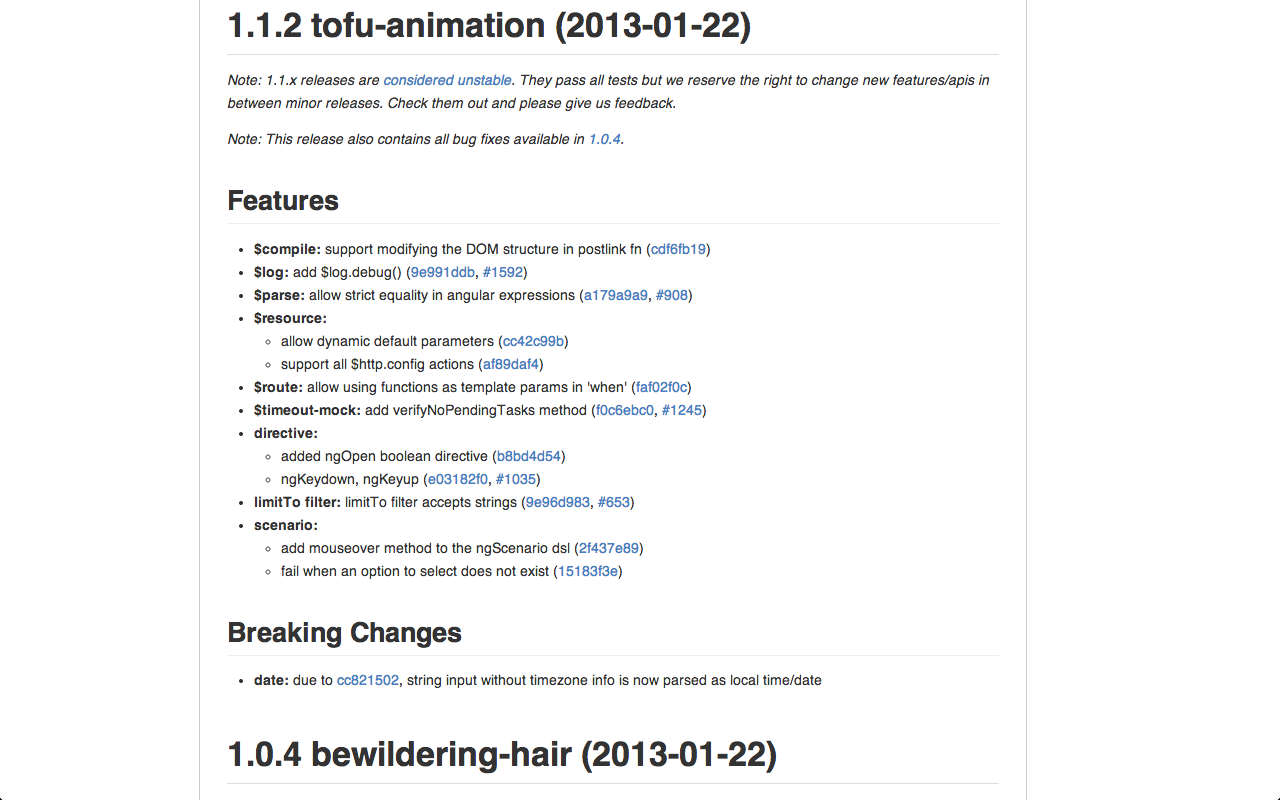 1.1.2 tofu-animation (2013-01-22)
Note: 1.1.x releases are considered unstable. They pass all tests but we reserve the right to change new features/apis in
between minor releases. Check them out and please give us feedback.
Note: This release also contains all bug fixes available in 1.0.4.
Features
• $compile: support modifying the DOM structure in postlink fn (cdf6fb19)
• $log: add $log.debug() (9e991ddb, #1592)
• $parse: allow strict equality in angular expressions (a179a9a9, #908)
• $resource:
◦ allow dynamic default parameters (cc42c99b)
◦ support all $http.config actions (af89daf4)
• $route: allow using functions as template params in 'when' (faf02f0c)
• $timeout-mock: add verifyNoPendingTasks method (f0c6ebc0, #1245)
• directive:
◦ added ngOpen boolean directive (b8bd4d54)
◦ ngKeydown, ngKeyup (e03182f0, #1035)
• limitTo filter: limitTo filter accepts strings (9e96d983, #653)
• scenario:
◦ add mouseover method to the ngScenario dsl (2f437e89)
◦ fail when an option to select does not exist (15183f3e)
Breaking Changes
• date: due to cc821502, string input without timezone info is now parsed as local time/date
1.0.4 bewildering-hair (2013-01-22)